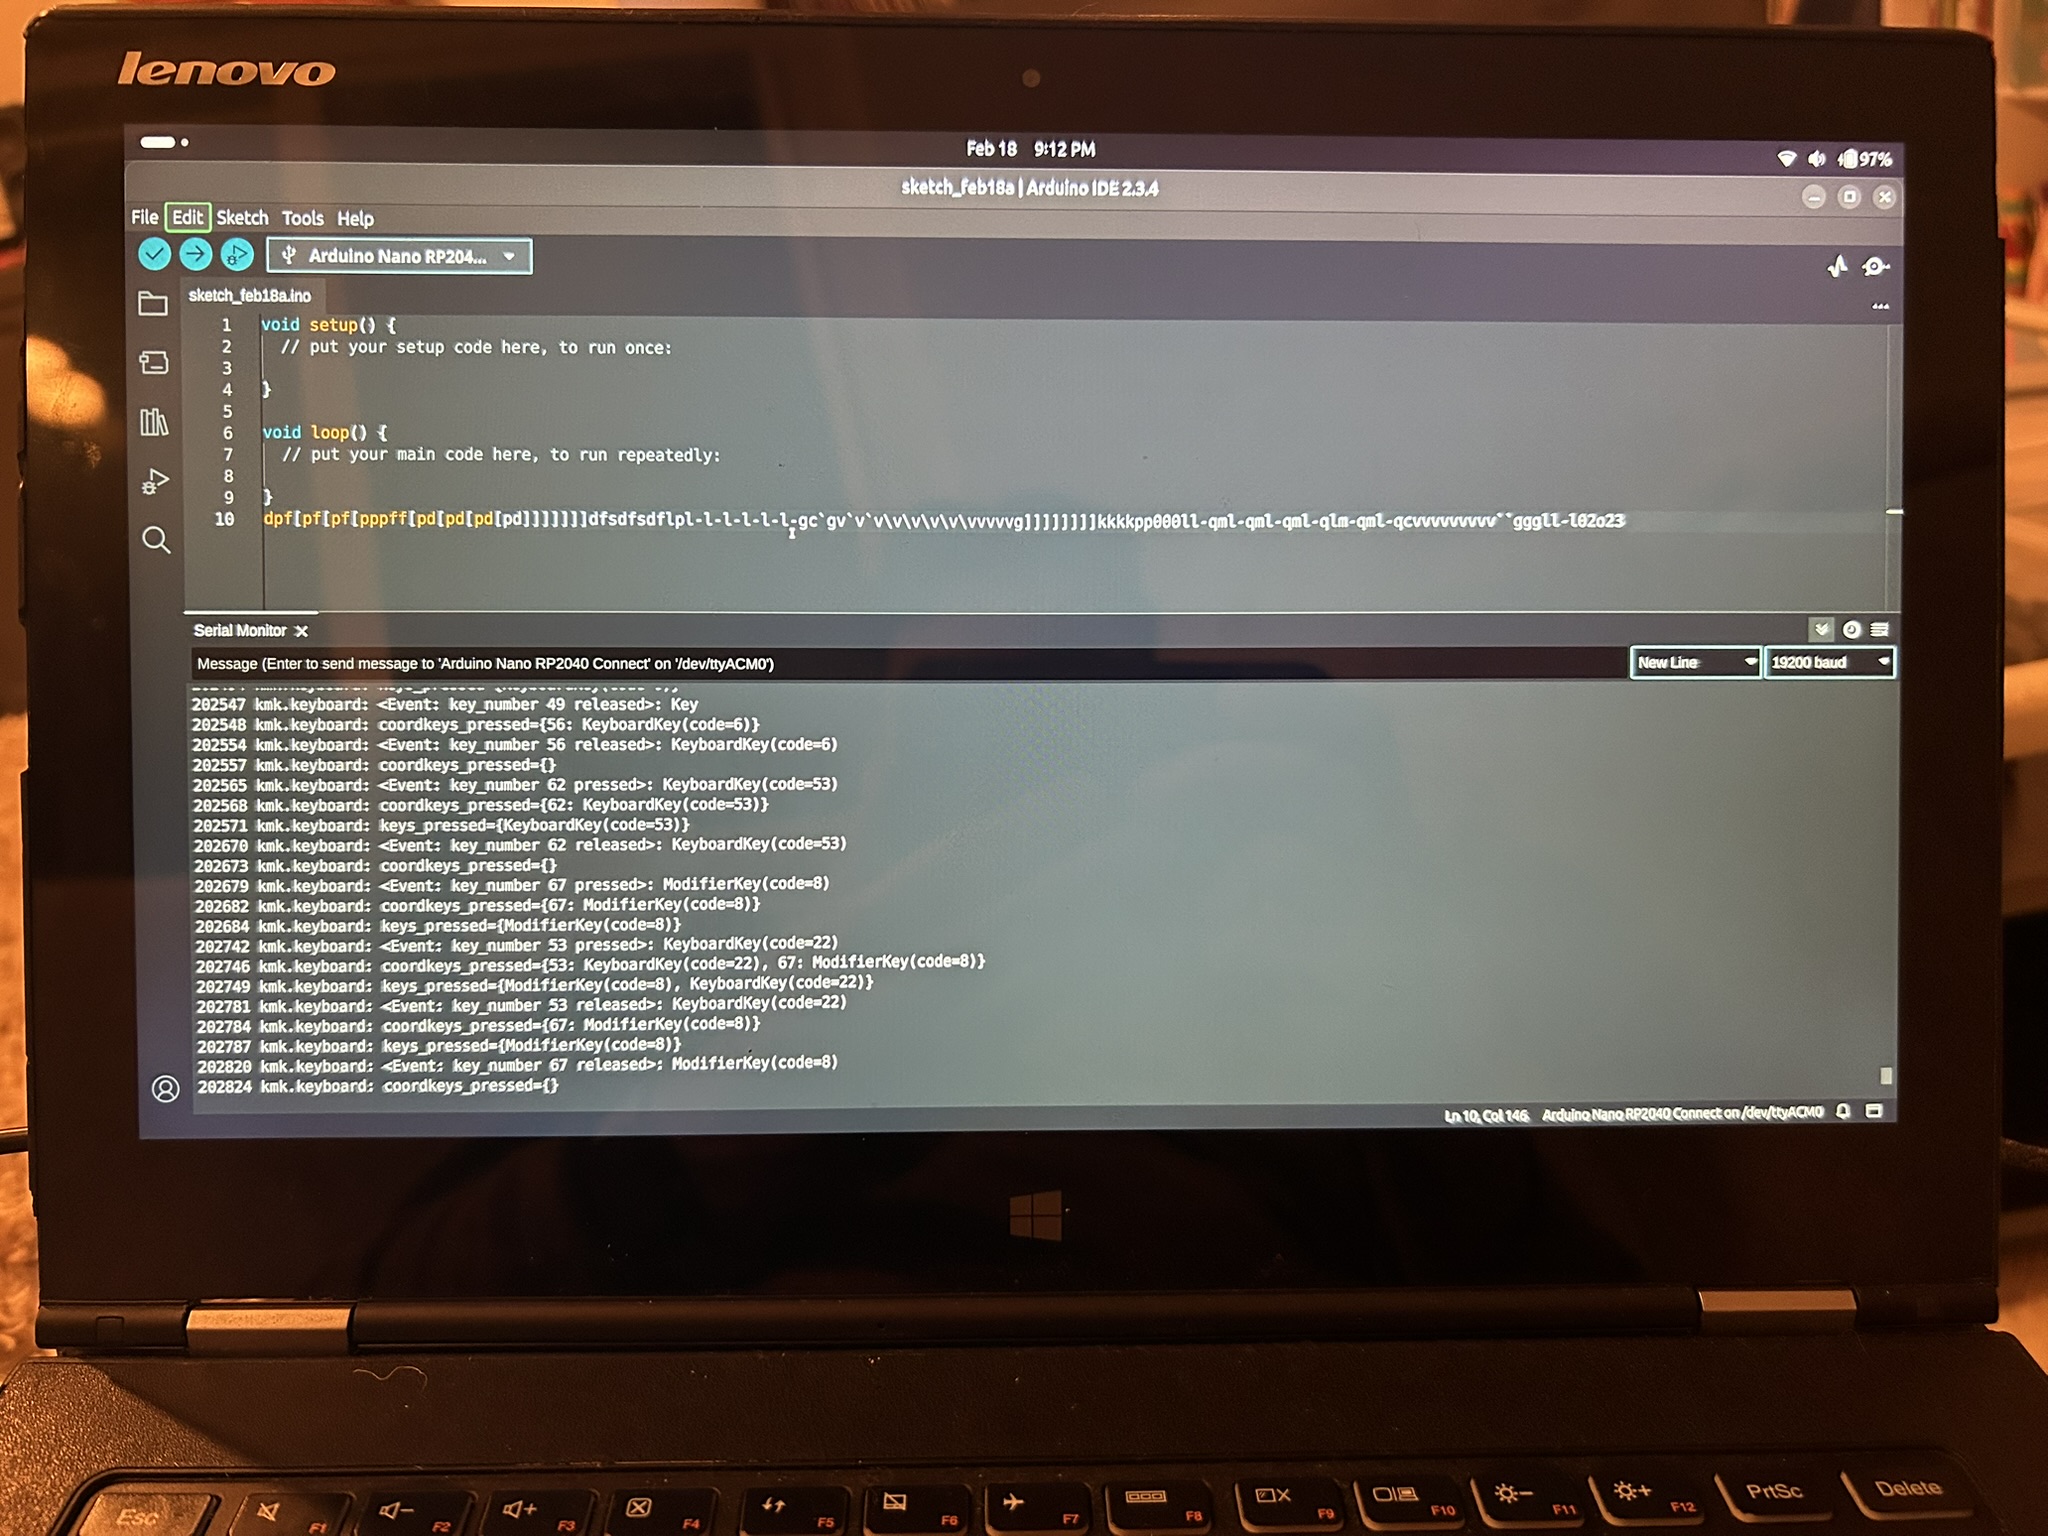 lenovo
Feb 18 9:12 PM
97%
sketch_feb18a | Arduino IDE 2.3.4
File Edit Sketch Tools Help
Arduino Nano RP204...
sketch_feb18a.ino
1 void setup() {
2 // put your setup code here, to run once:
3
4 }
5
6 void loop() {
7 // put your main code here, to run repeatedly:
8
9 }
10 dpf[pf[pf[pppff[pd[pd[pd[pd]]]]]]]dfsdfsdflpl-l-l-l-l-l-gc`gv`v`v\v\v\v\v\vvvvvg]]]]]]]]kkkkpp000ll-qml-qml-qml-qlm-qml-qcvvvvvvvvv``gggll-l02o23
Serial Monitor
Message (Enter to send message to 'Arduino Nano RP2040 Connect' on '/dev/ttyACM0')
New Line
19200 baud
202547 kmk.keyboard: <Event: key_number 49 released>: Key
202548 kmk.keyboard: coordkeys_pressed={56: KeyboardKey(code=6)}
202554 kmk.keyboard: <Event: key_number 56 released>: KeyboardKey(code=6)
202557 kmk.keyboard: coordkeys_pressed={}
202565 kmk.keyboard: <Event: key_number 62 pressed>: KeyboardKey(code=53)
202568 kmk.keyboard: coordkeys_pressed={62: KeyboardKey(code=53)}
202571 kmk.keyboard: keys_pressed={KeyboardKey(code=53)}
202670 kmk.keyboard: <Event: key_number 62 released>: KeyboardKey(code=53)
202673 kmk.keyboard: coordkeys_pressed={}
202679 kmk.keyboard: <Event: key_number 67 pressed>: ModifierKey(code=8)
202682 kmk.keyboard: coordkeys_pressed={67: ModifierKey(code=8)}
202684 kmk.keyboard: keys_pressed={ModifierKey(code=8)}
202742 kmk.keyboard: <Event: key_number 53 pressed>: KeyboardKey(code=22)
202746 kmk.keyboard: coordkeys_pressed={53: KeyboardKey(code=22), 67: ModifierKey(code=8)}
202749 kmk.keyboard: keys_pressed={ModifierKey(code=8), KeyboardKey(code=22)}
202781 kmk.keyboard: <Event: key_number 53 released>: KeyboardKey(code=22)
202784 kmk.keyboard: coordkeys_pressed={67: ModifierKey(code=8)}
202787 kmk.keyboard: keys_pressed={ModifierKey(code=8)}
202820 kmk.keyboard: <Event: key_number 67 released>: ModifierKey(code=8)
202824 kmk.keyboard: coordkeys_pressed={}
Ln 10, Col 146 Arduino Nano RP2040 Connect on /dev/ttyACM0
Esc F1 F2 F3 F4 F5 F6 F7 F8 F9 F10 F11 F12 PrtSc Delete